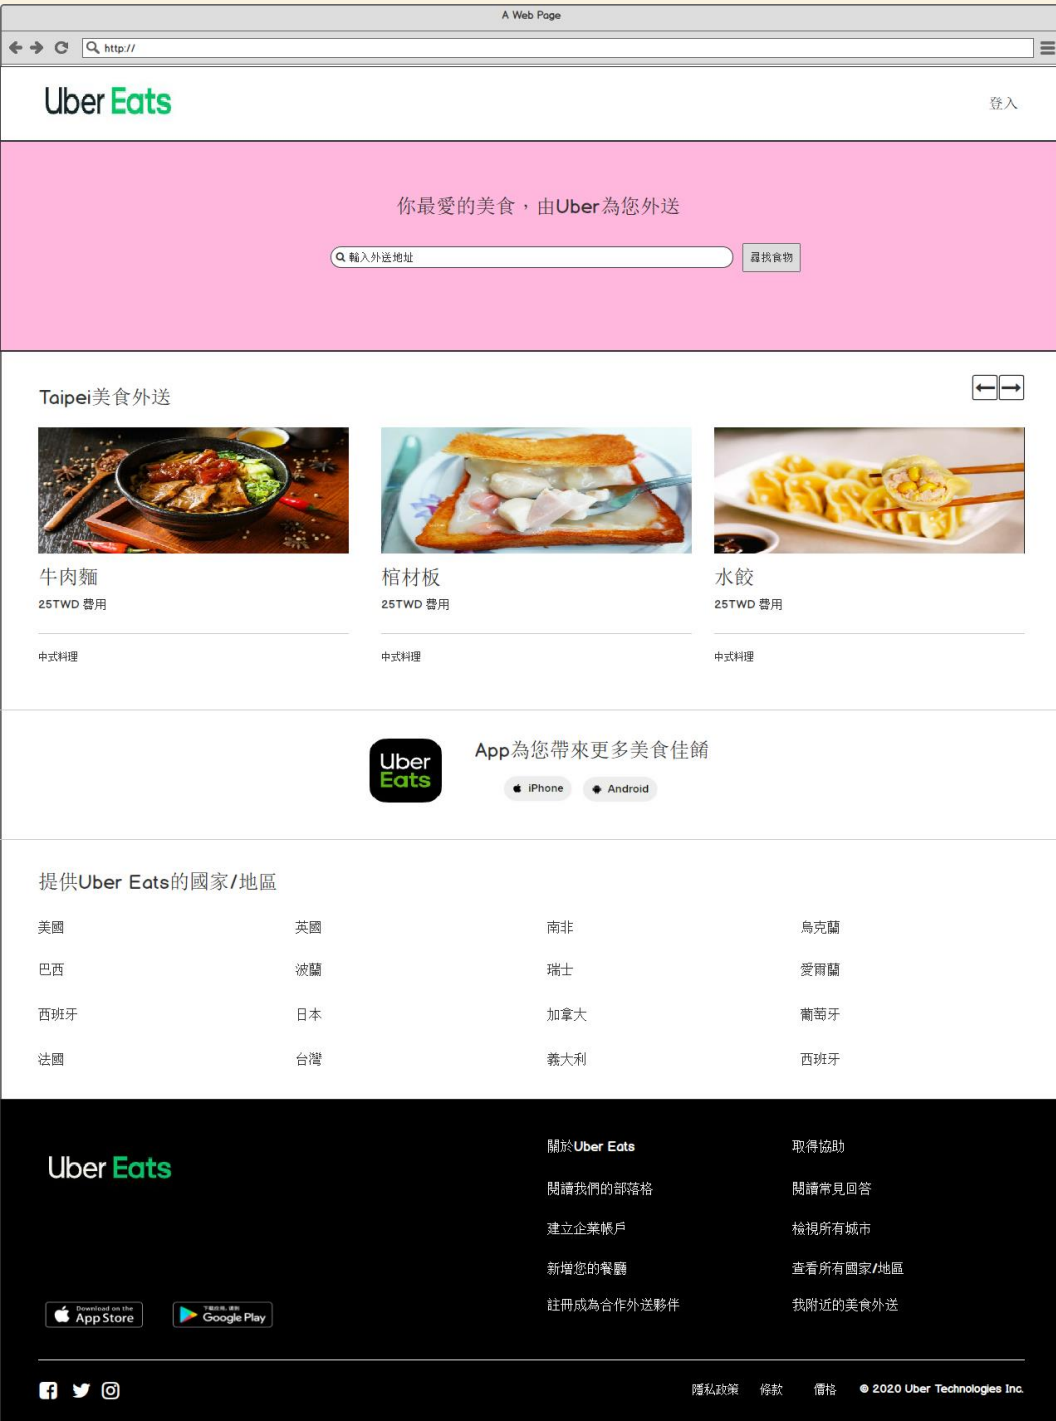 A Web Page
http://
Uber Eats
登入
你最愛的美食，由Uber為您外送
輸入外送地址
尋找食物
Taipei美食外送
牛肉麵
25TWD 費用
中式料理
棺材板
25TWD 費用
中式料理
水餃
25TWD 費用
中式料理
Uber
Eats
App為您帶來更多美食佳餚
iPhone
Android
提供Uber Eats的國家/地區
美國 英國 南非 烏克蘭
巴西 波蘭 瑞士 愛爾蘭
西班牙 日本 加拿大 葡萄牙
法國 台灣 義大利 西班牙
Uber Eats
關於Uber Eats
閱讀我們的部落格
建立企業帳戶
新增您的餐廳
註冊成為合作外送夥伴
取得協助
閱讀常見回答
檢視所有城市
查看所有國家/地區
我附近的美食外送
Download on the
App Store
下載應用, 請到
Google Play
隱私政策 條款 價格 © 2020 Uber Technologies Inc.